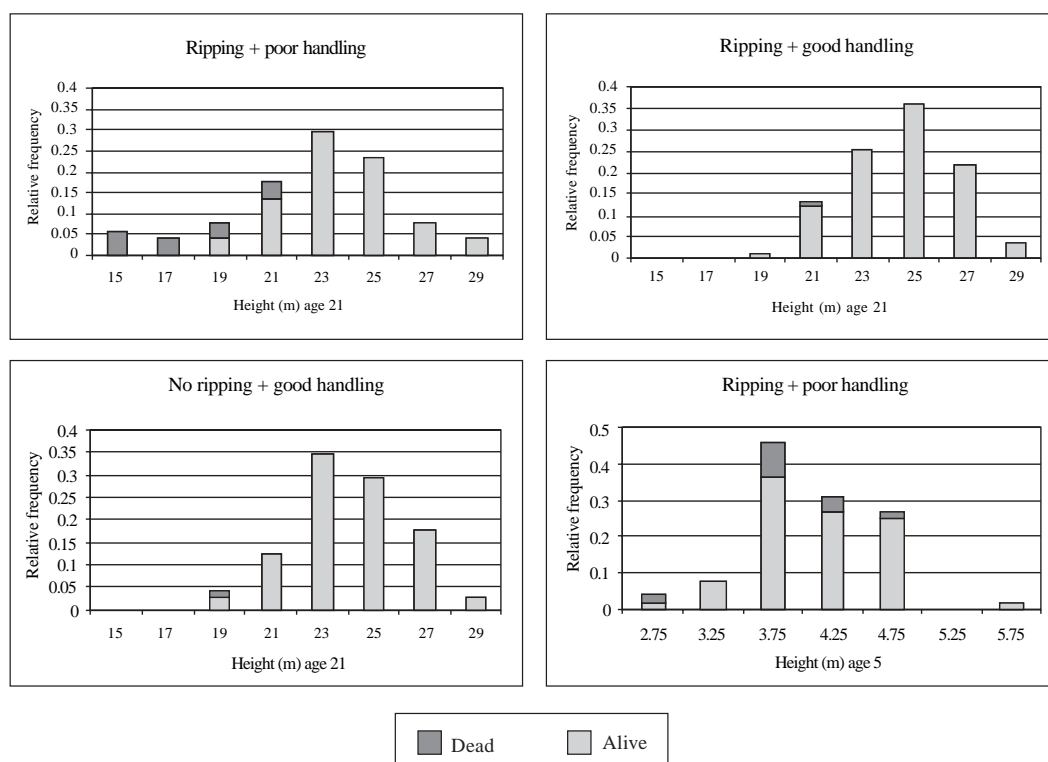 Ripping + poor handling
Relative frequency
0.4
0.35
0.3
0.25
0.2
0.15
0.1
0.05
0
15 17 19 21 23 25 27 29
Height (m) age 21
Ripping + good handling
Relative frequency
0.4
0.35
0.3
0.25
0.2
0.15
0.1
0.05
0
15 17 19 21 23 25 27 29
Height (m) age 21
No ripping + good handling
Relative frequency
0.4
0.35
0.3
0.25
0.2
0.15
0.1
0.05
0
15 17 19 21 23 25 27 29
Height (m) age 21
Ripping + poor handling
Relative frequency
0.5
0.4
0.3
0.2
0.1
0
2.75 3.25 3.75 4.25 4.75 5.25 5.75
Height (m) age 5
Dead Alive